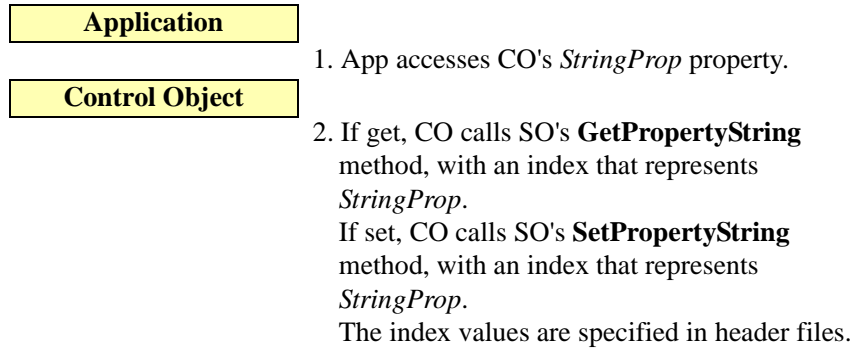 Application
1. App accesses CO's StringProp property.
Control Object
2. If get, CO calls SO's GetPropertyString
method, with an index that represents
StringProp.
If set, CO calls SO's SetPropertyString
method, with an index that represents
StringProp.
The index values are specified in header files.